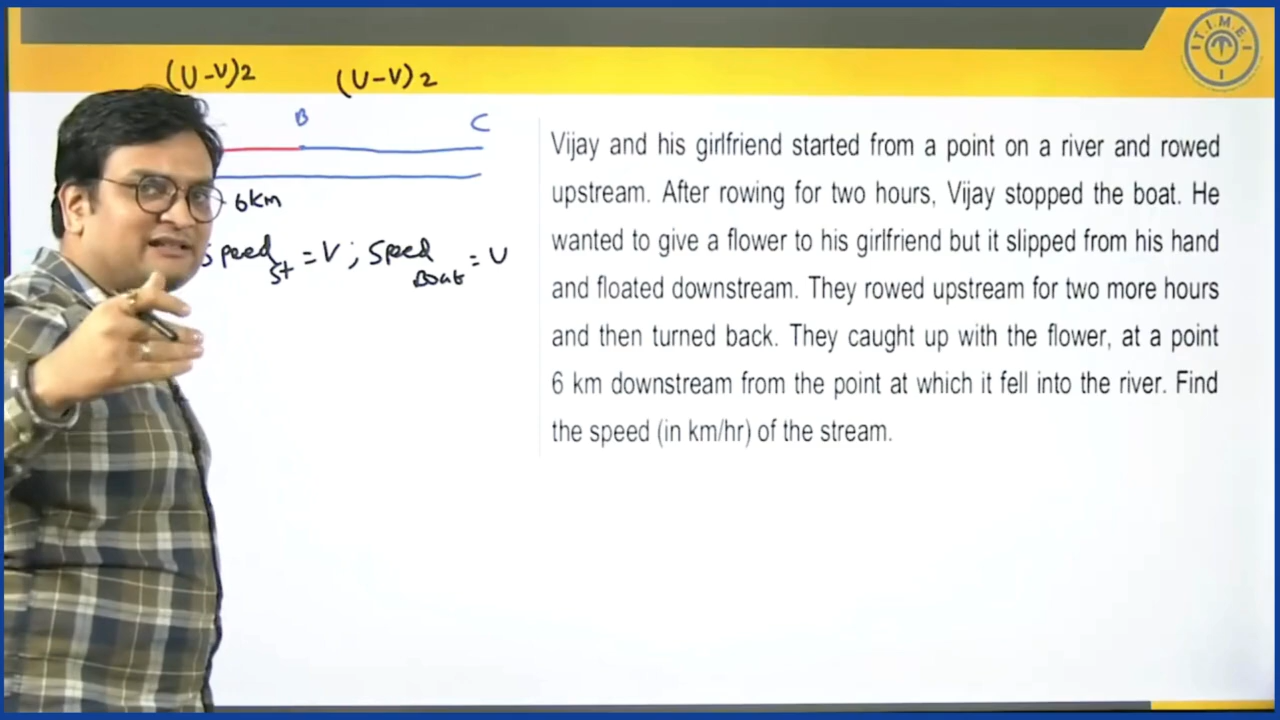 (U-V)2 (U-V)2
B C
6km
Speed St = V ; Speed Boat = U
T.I.M.E.
Vijay and his girlfriend started from a point on a river and rowed
upstream. After rowing for two hours, Vijay stopped the boat. He
wanted to give a flower to his girlfriend but it slipped from his hand
and floated downstream. They rowed upstream for two more hours
and then turned back. They caught up with the flower, at a point
6 km downstream from the point at which it fell into the river. Find
the speed (in km/hr) of the stream.